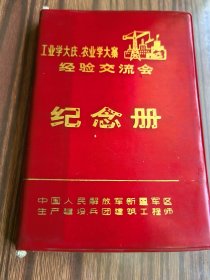 工业学大庆、农业学大寨
经验交流会
纪念册
中国人民解放军新疆军区
生产建设兵团建筑工程师